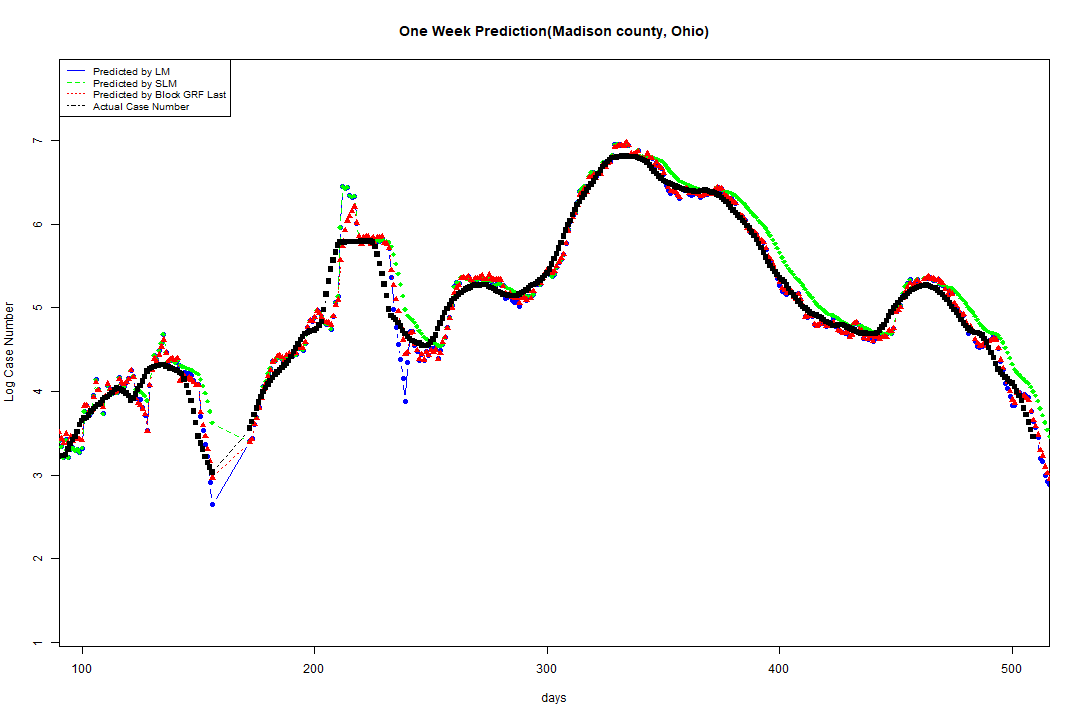 One Week Prediction(Madison county, Ohio)
Predicted by LM
Predicted by SLM
Predicted by Block GRF Last
Actual Case Number
Log Case Number
7
6
5
4
3
2
1
100 200 300 400 500
days